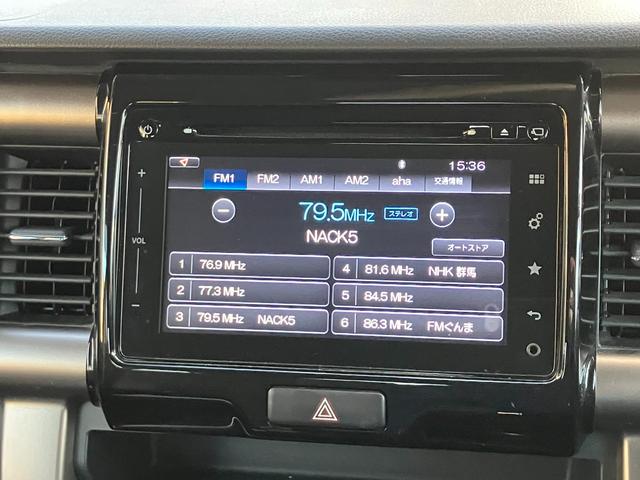 15:36
FM1 FM2 AM1 AM2 aha 交通情報
79.5MHz ステレオ
NACK5
オートストア
1 76.9 MHz
2 77.3 MHz
3 79.5 MHz NACK5
4 81.6 MHz NHK 群馬
5 84.5 MHz
6 86.3 MHz FMぐんま
+
VOL
−